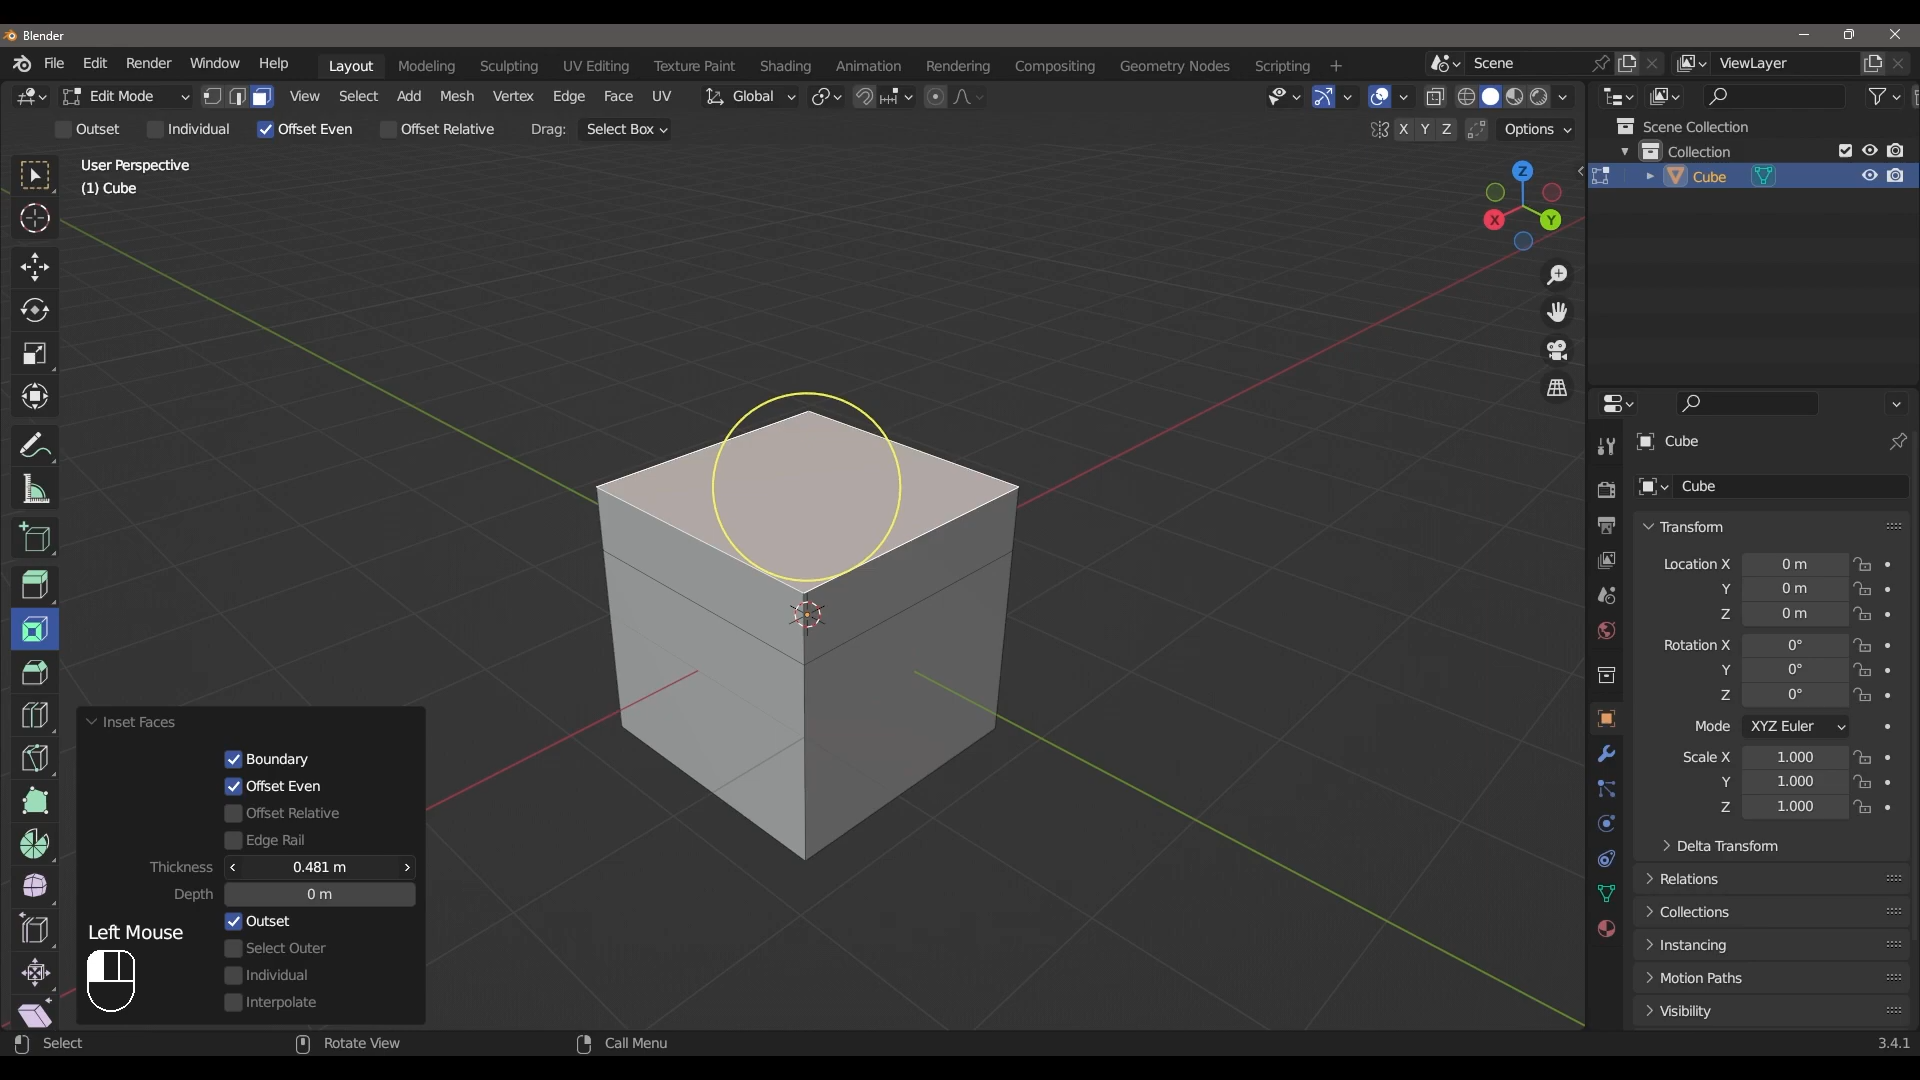 Blender
File Edit Render Window Help Layout Modeling Sculpting UV Editing Texture Paint Shading Animation Rendering Compositing Geometry Nodes Scripting + Scene ViewLayer
Edit Mode View Select Add Mesh Vertex Edge Face UV Global
Outset Individual Offset Even Offset Relative Drag: Select Box X Y Z Options
User Perspective
(1) Cube
Z
X Y
Scene Collection
Collection
Cube
Cube
Cube
Transform
Location X 0 m
Y 0 m
Z 0 m
Rotation X 0°
Y 0°
Z 0°
Mode XYZ Euler
Scale X 1.000
Y 1.000
Z 1.000
Delta Transform
Relations
Collections
Instancing
Motion Paths
Visibility
Inset Faces
Boundary
Offset Even
Offset Relative
Edge Rail
Thickness 0.481 m
Depth 0 m
Outset
Left Mouse
Select Outer
Individual
Interpolate
Select Rotate View Call Menu 3.4.1